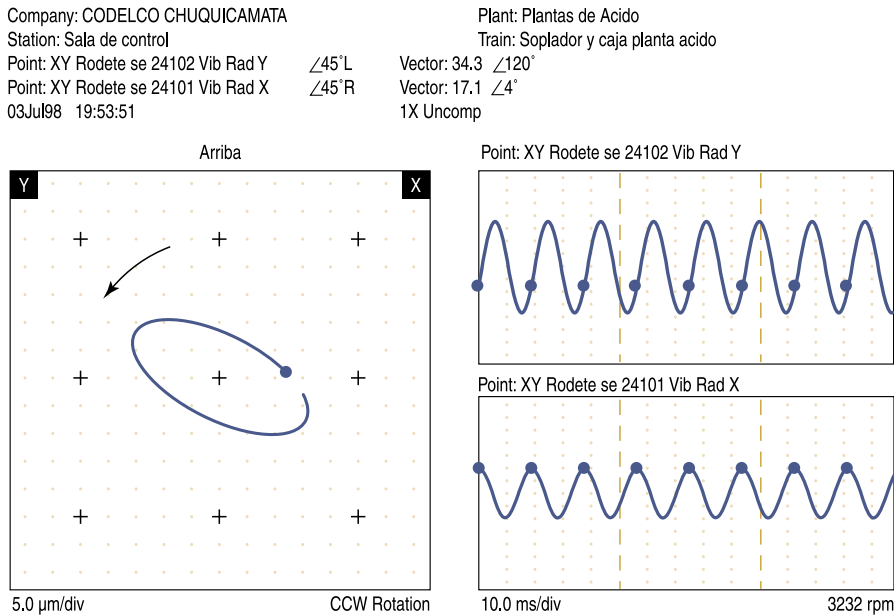 Company: CODELCO CHUQUICAMATA
Plant: Plantas de Acido
Station: Sala de control
Train: Soplador y caja planta acido
Point: XY Rodete se 24102 Vib Rad Y ∠45°L Vector: 34.3 ∠120°
Point: XY Rodete se 24101 Vib Rad X ∠45°R Vector: 17.1 ∠4°
03Jul98 19:53:51 1X Uncomp
Arriba
Y X
5.0 µm/div CCW Rotation
Point: XY Rodete se 24102 Vib Rad Y
Point: XY Rodete se 24101 Vib Rad X
10.0 ms/div 3232 rpm